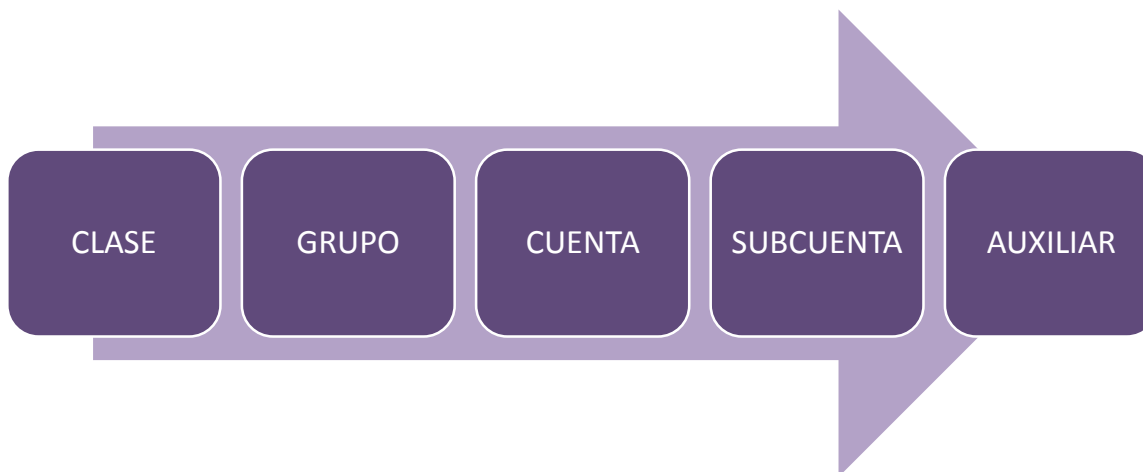 CLASE
GRUPO
CUENTA
SUBCUENTA
AUXILIAR